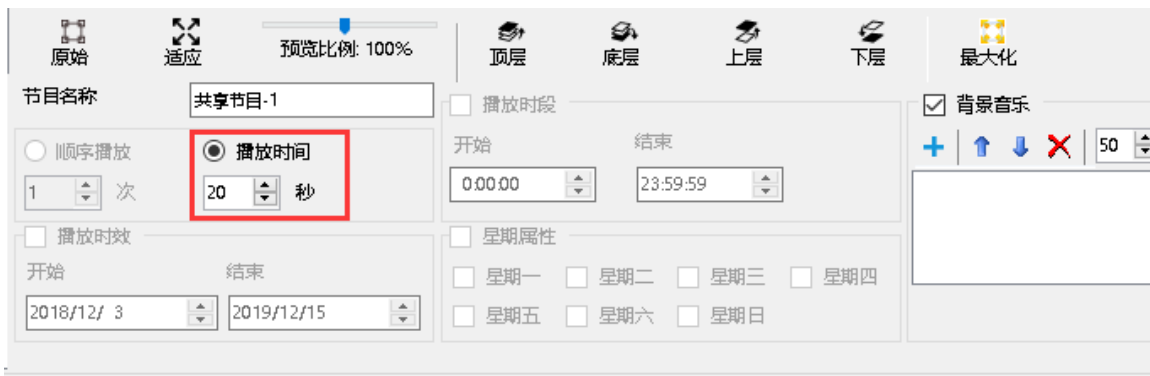 原始 适应 预览比例: 100% 顶层 底层 上层 下层 最大化
节目名称 共享节目-1 播放时段 背景音乐
顺序播放 播放时间 开始 结束 50
1 次 20 秒 0:00:00 23:59:59
播放时效 星期属性
开始 结束 星期一 星期二 星期三 星期四
2018/12/ 3 2019/12/15 星期五 星期六 星期日